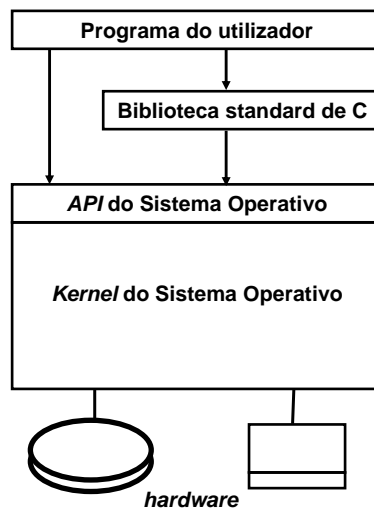 Programa do utilizador
Biblioteca standard de C
API do Sistema Operativo
Kernel do Sistema Operativo
hardware